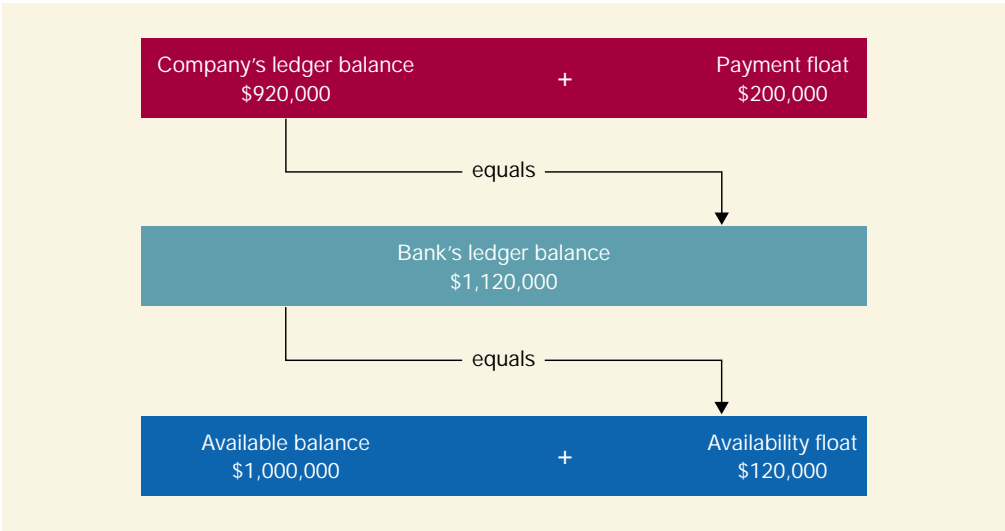 Company’s ledger balance + Payment float
$920,000 $200,000
equals
Bank’s ledger balance
$1,120,000
equals
Available balance + Availability float
$1,000,000 $120,000